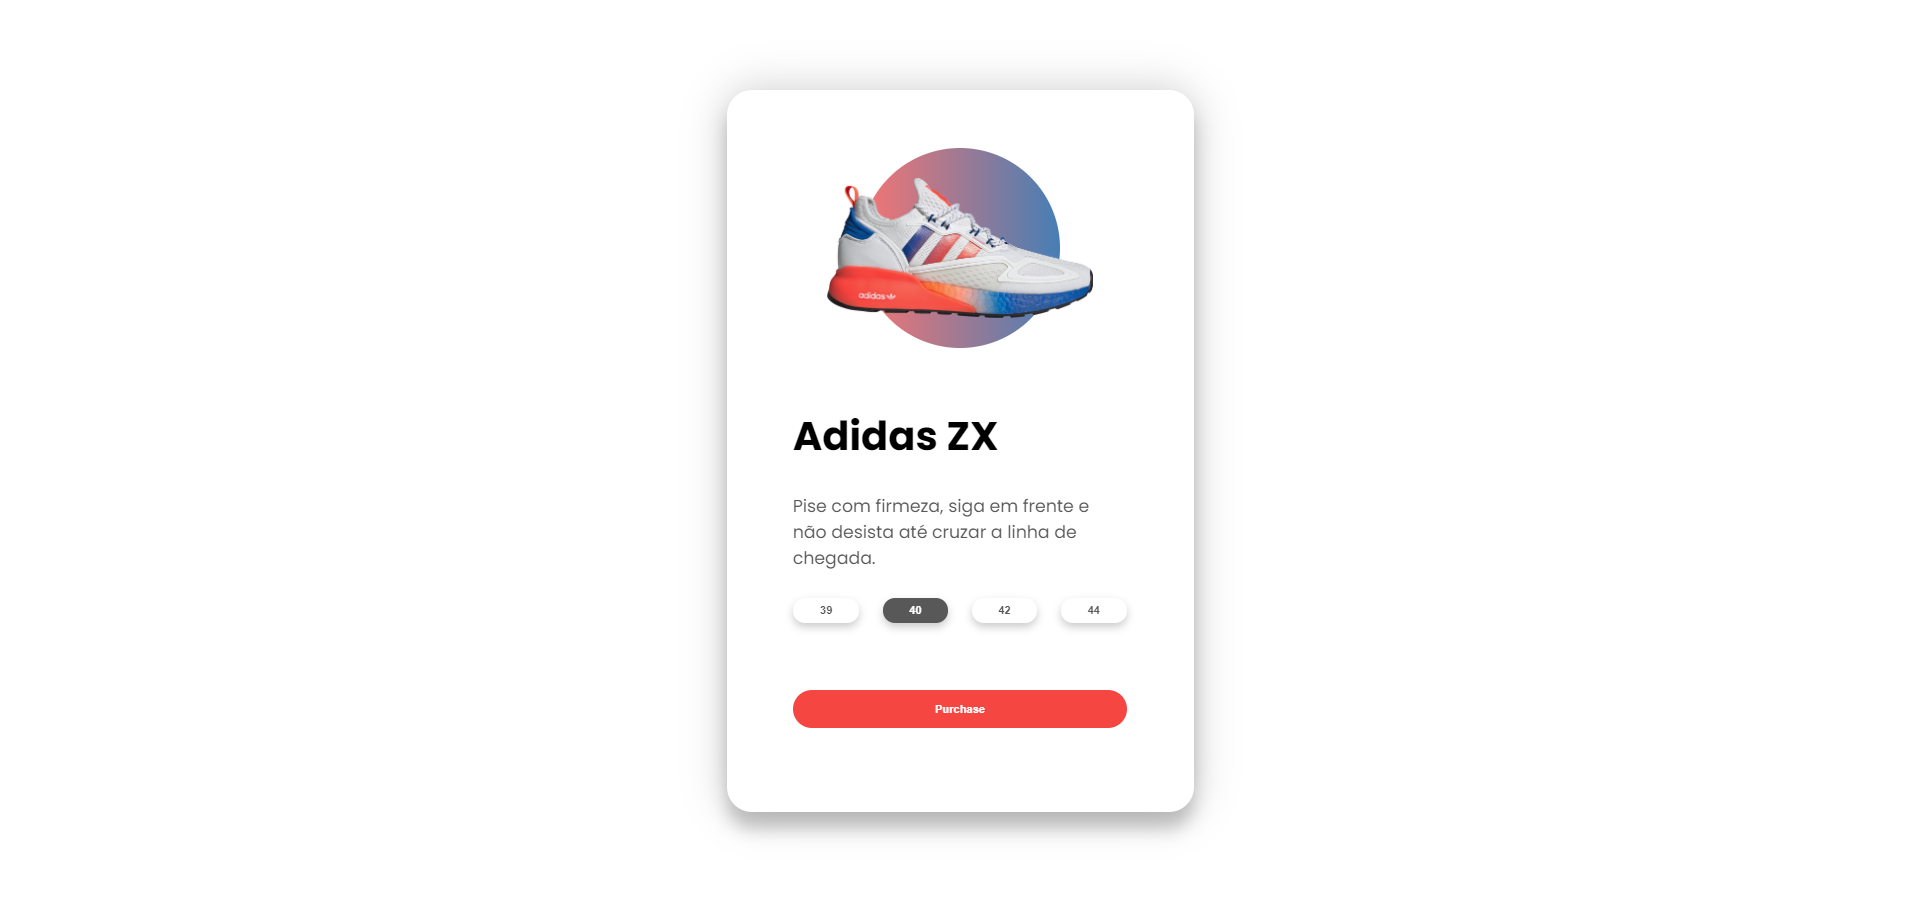 adidas
Adidas ZX
Pise com firmeza, siga em frente e
não desista até cruzar a linha de
chegada.
39 40 42 44
Purchase